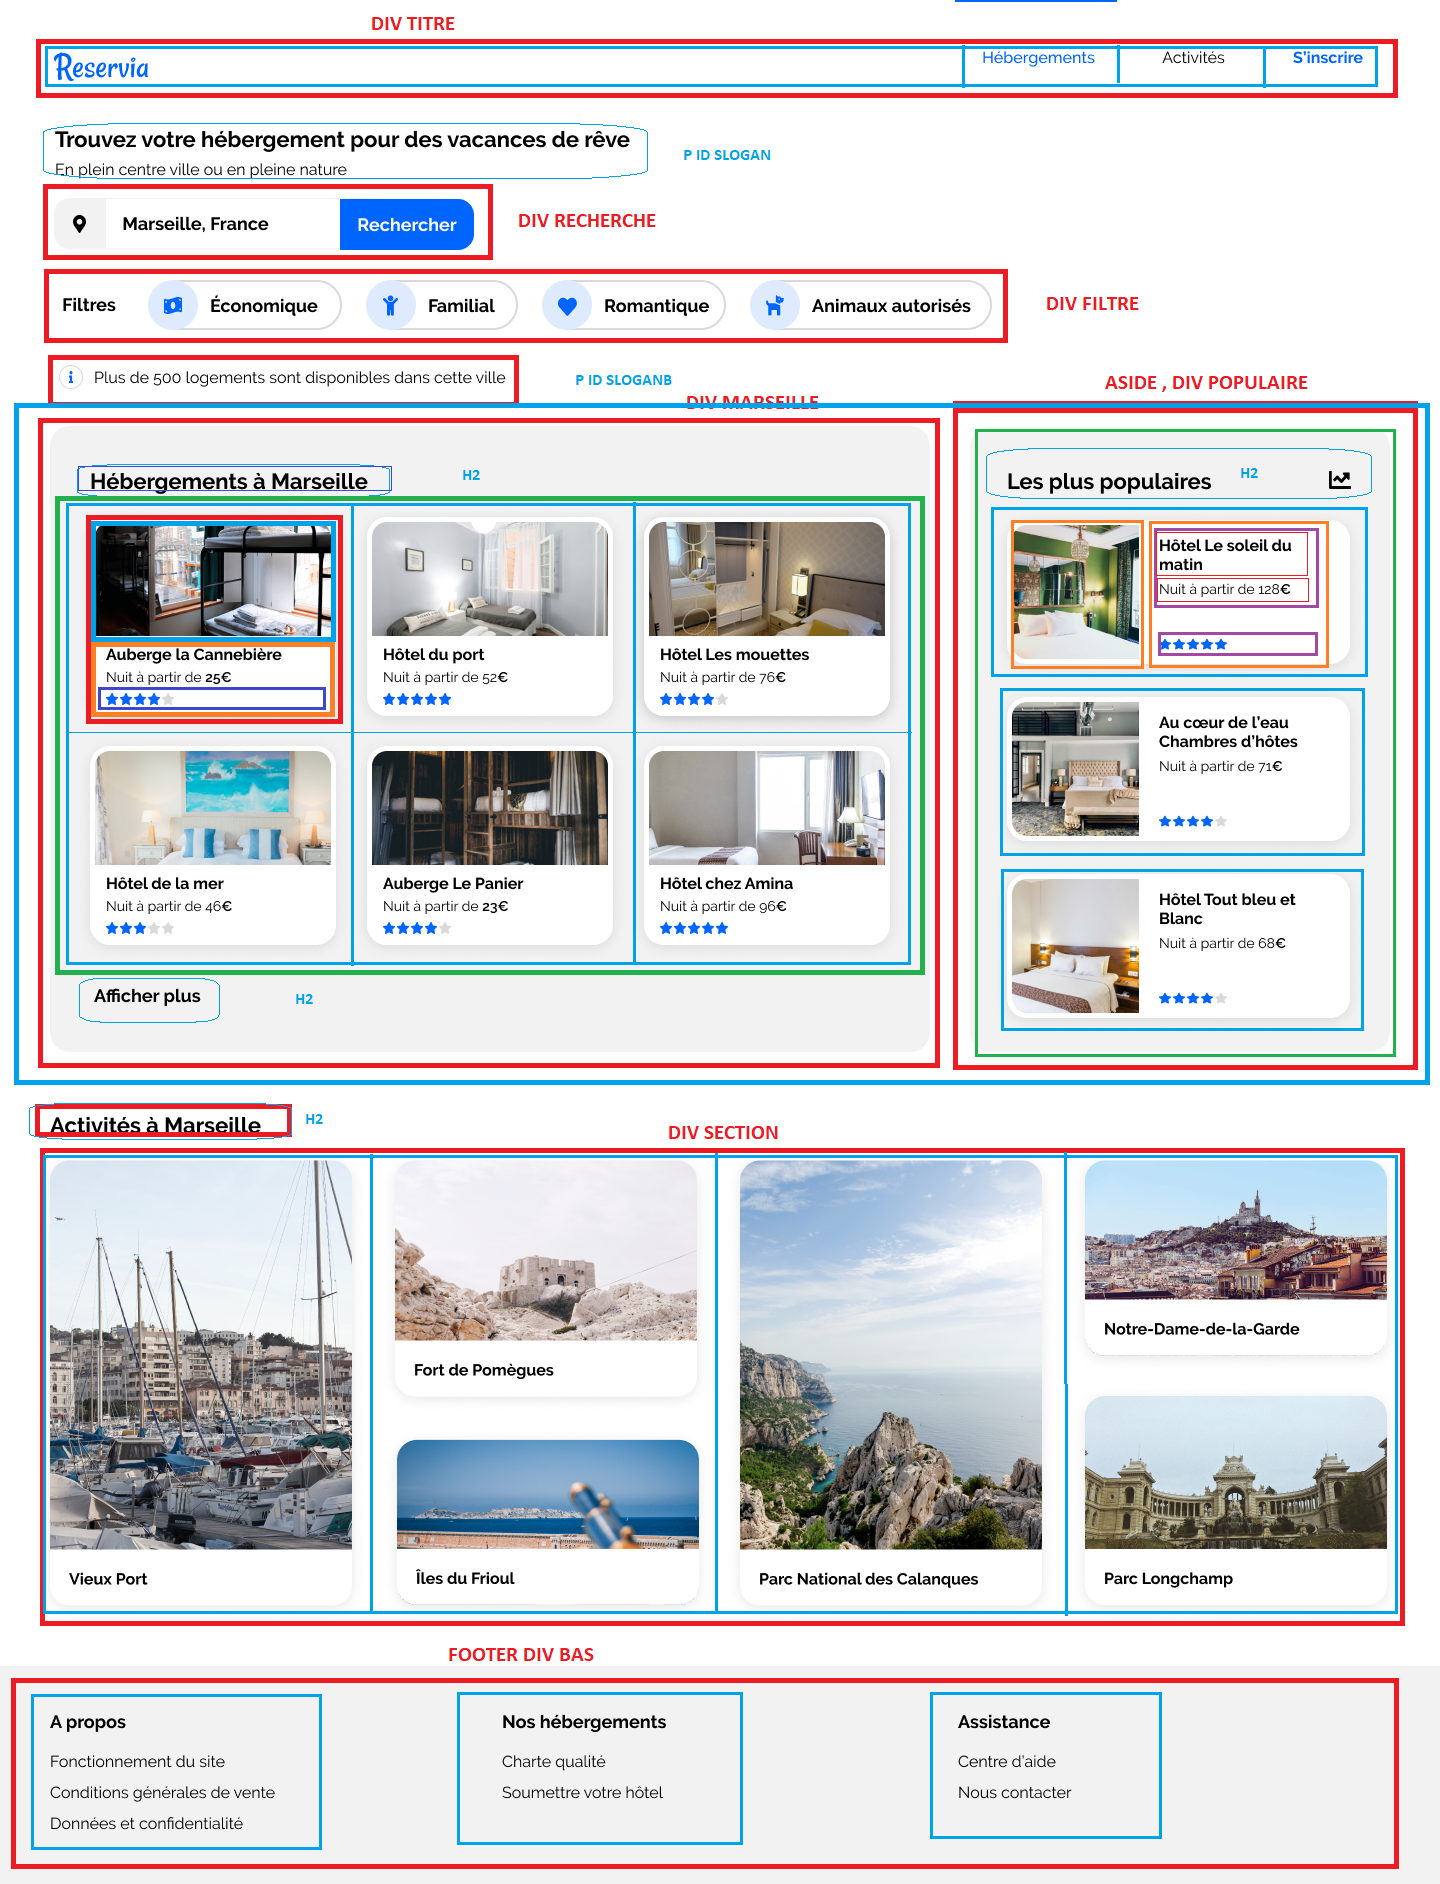 DIV TITRE
Reservia
Hébergements
Activités
S'inscrire
Trouvez votre hébergement pour des vacances de rêve
En plein centre ville ou en pleine nature
P ID SLOGAN
Marseille, France
Rechercher
DIV RECHERCHE
Filtres
Économique
Familial
Romantique
Animaux autorisés
DIV FILTRE
Plus de 500 logements sont disponibles dans cette ville
P ID SLOGANB
DIV MARSEILLE
ASIDE , DIV POPULAIRE
Hébergements à Marseille
H2
Auberge la Cannebière
Nuit à partir de 25€
Hôtel du port
Nuit à partir de 52€
Hôtel Les mouettes
Nuit à partir de 76€
Hôtel de la mer
Nuit à partir de 46€
Auberge Le Panier
Nuit à partir de 23€
Hôtel chez Amina
Nuit à partir de 96€
Afficher plus
H2
Les plus populaires
H2
Hôtel Le soleil du
matin
Nuit à partir de 128€
Au cœur de l'eau
Chambres d'hôtes
Nuit à partir de 71€
Hôtel Tout bleu et
Blanc
Nuit à partir de 68€
Activités à Marseille
H2
DIV SECTION
Vieux Port
Fort de Pomègues
Îles du Frioul
Parc National des Calanques
Notre-Dame-de-la-Garde
Parc Longchamp
FOOTER DIV BAS
A propos
Fonctionnement du site
Conditions générales de vente
Données et confidentialité
Nos hébergements
Charte qualité
Soumettre votre hôtel
Assistance
Centre d'aide
Nous contacter